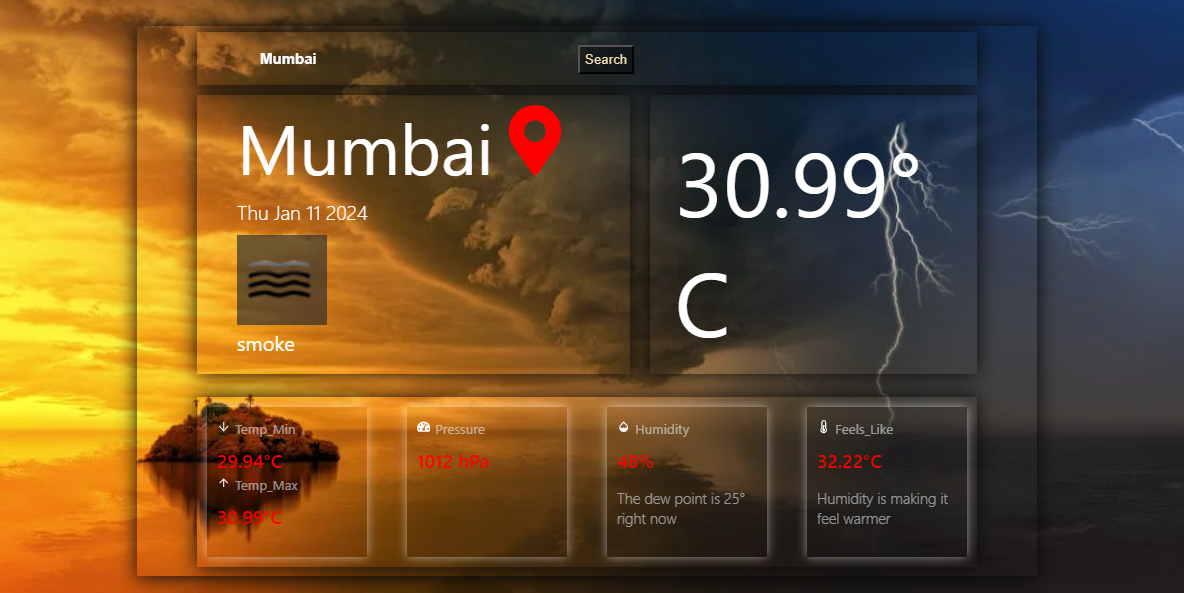 Mumbai
Search
Mumbai
Thu Jan 11 2024
smoke
30.99°
C
Temp_Min
29.94°C
Temp_Max
30.99°C
Pressure
1012 hPa
Humidity
48%
The dew point is 25°
right now
Feels_Like
32.22°C
Humidity is making it
feel warmer